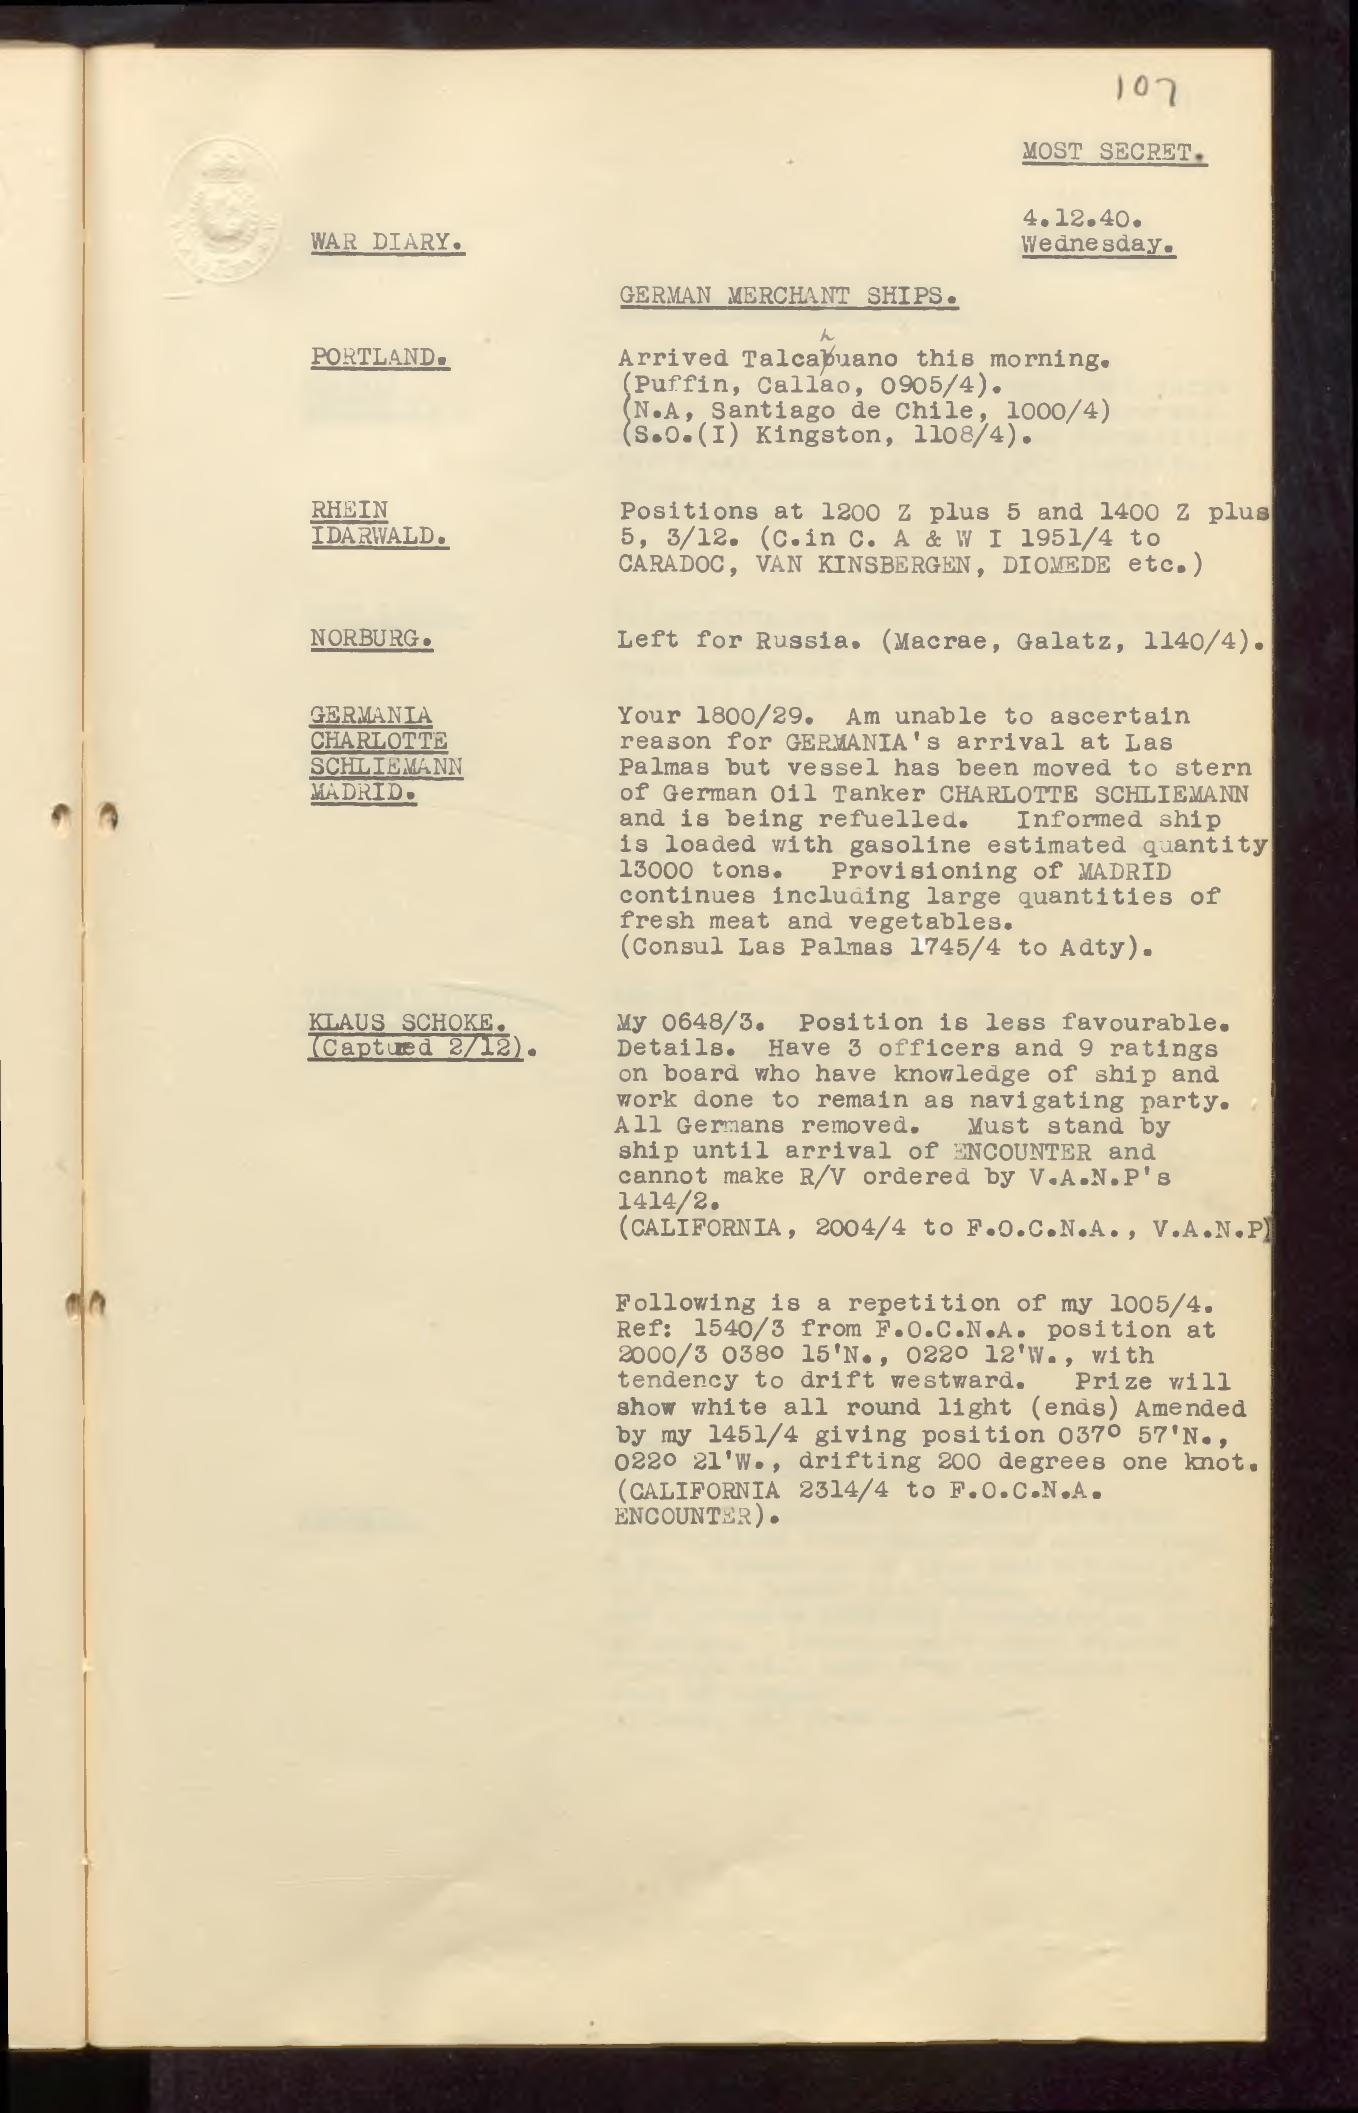 107
MOST SECRET.
4.12.40.
WAR DIARY.
Wednesday.
GERMAN MERCHANT SHIPS.
PORTLAND.
h
Arrived Talcapuano this morning.
(Puffin, Callao, 0905/4).
(N.A, Santiago de Chile, 1000/4)
(S.O.(I) Kingston, 1108/4).
RHEIN
IDARWALD.
Positions at 1200 Z plus 5 and 1400 Z plus
5, 3/12. (C.in C. A & W I 1951/4 to
CARADOC, VAN KINSBERGEN, DIOMEDE etc.)
NORBURG.
Left for Russia. (Macrae, Galatz, 1140/4).
GERMANIA
CHARLOTTE
SCHLIEMANN
MADRID.
Your 1800/29. Am unable to ascertain
reason for GERMANIA's arrival at Las
Palmas but vessel has been moved to stern
of German Oil Tanker CHARLOTTE SCHLIEMANN
and is being refuelled. Informed ship
is loaded with gasoline estimated quantity
13000 tons. Provisioning of MADRID
continues including large quantities of
fresh meat and vegetables.
(Consul Las Palmas 1745/4 to Adty).
KLAUS SCHOKE.
(Captured 2/12).
My 0648/3. Position is less favourable.
Details. Have 3 officers and 9 ratings
on board who have knowledge of ship and
work done to remain as navigating party.
All Germans removed. Must stand by
ship until arrival of ENCOUNTER and
cannot make R/V ordered by V.A.N.P's
1414/2.
(CALIFORNIA, 2004/4 to F.O.C.N.A., V.A.N.P)
Following is a repetition of my 1005/4.
Ref: 1540/3 from F.O.C.N.A. position at
2000/3 038° 15'N., 022° 12'W., with
tendency to drift westward. Prize will
show white all round light (ends) Amended
by my 1451/4 giving position 037° 57'N.,
022° 21'W., drifting 200 degrees one knot.
(CALIFORNIA 2314/4 to F.O.C.N.A.
ENCOUNTER).